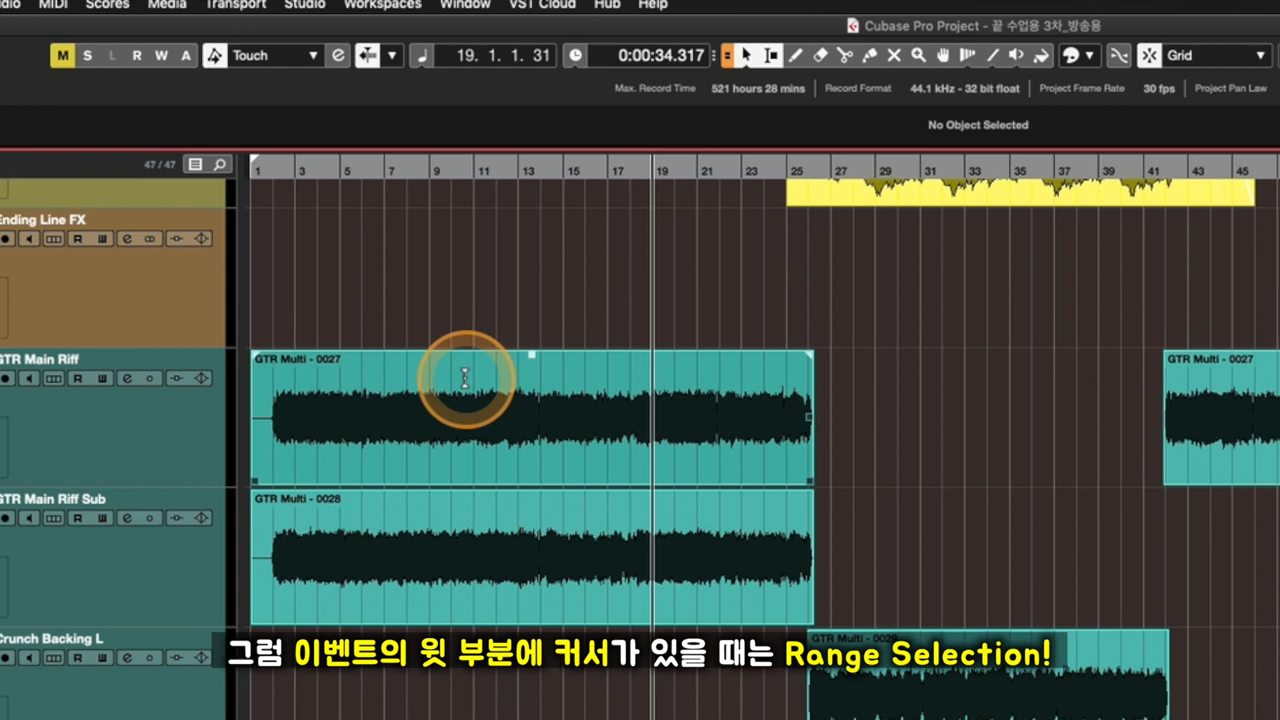 dio MIDI Scores Media Transport Studio Workspaces Window VST Cloud Hub Help
Cubase Pro Project - 끝 수업용 3차_방송용
M S L R W A Touch 19. 1. 1. 31 0:00:34.317 Grid
Max. Record Time 521 hours 28 mins Record Format 44.1 kHz - 32 bit float Project Frame Rate 30 fps Project Pan Law
No Object Selected
47 / 47
1 3 5 7 9 11 13 15 17 19 21 23 25 27 29 31 33 35 37 39 41 43 45
Ending Line FX
R W e
GTR Main Riff
R W e
GTR Multi - 0027
GTR Multi - 0027
GTR Main Riff Sub
R W e
GTR Multi - 0028
Crunch Backing L
R W e
그럼 이벤트의 윗 부분에 커서가 있을 때는 Range Selection!